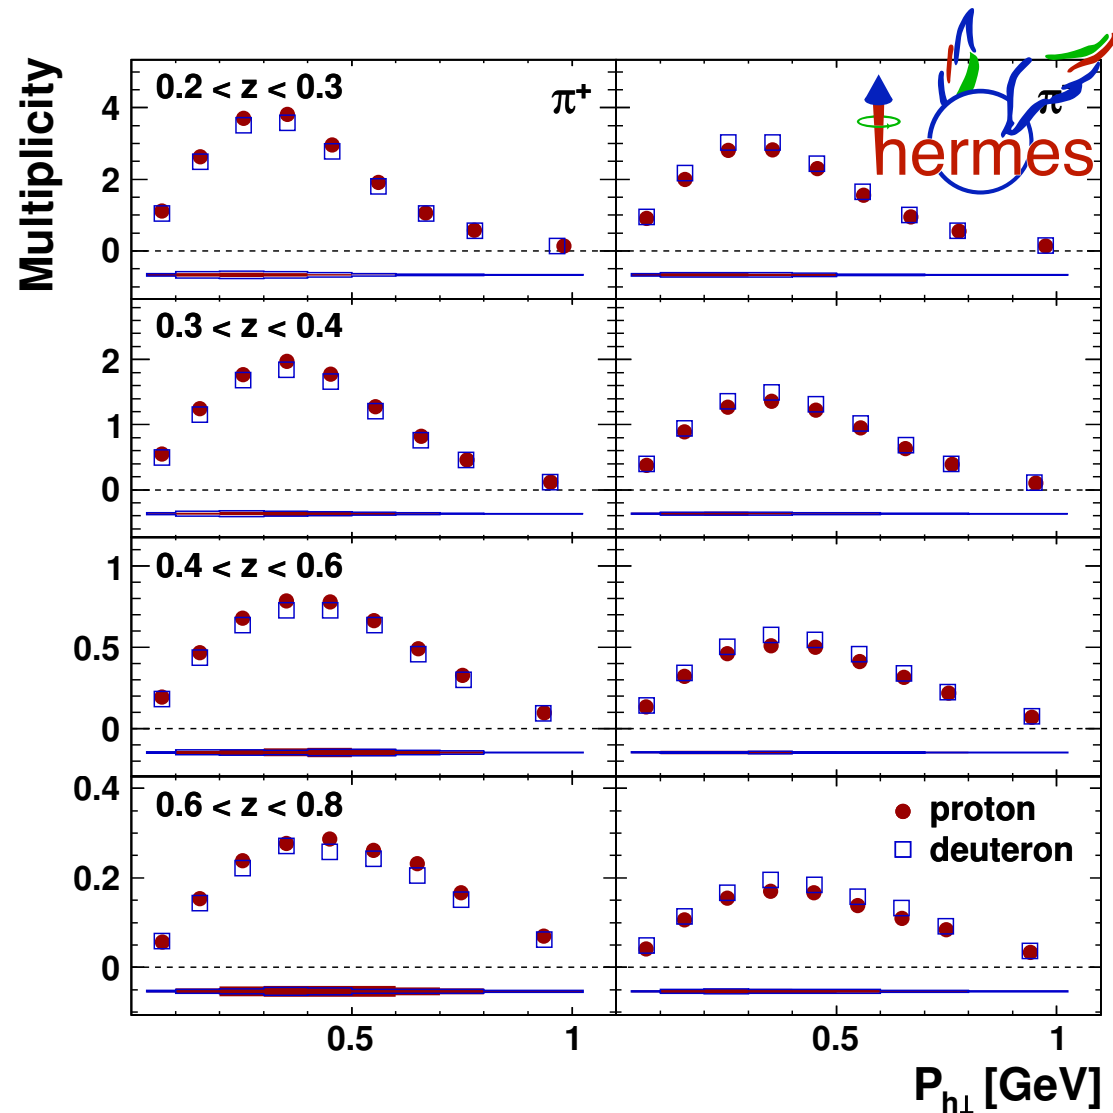 Multiplicity
0.2 < z < 0.3
π⁺
π
hermes
4
2
0
0.3 < z < 0.4
2
1
0
0.4 < z < 0.6
1
0.5
0
0.6 < z < 0.8
proton
deuteron
0.4
0.2
0
0.5 1 0.5 1
P_h⊥ [GeV]